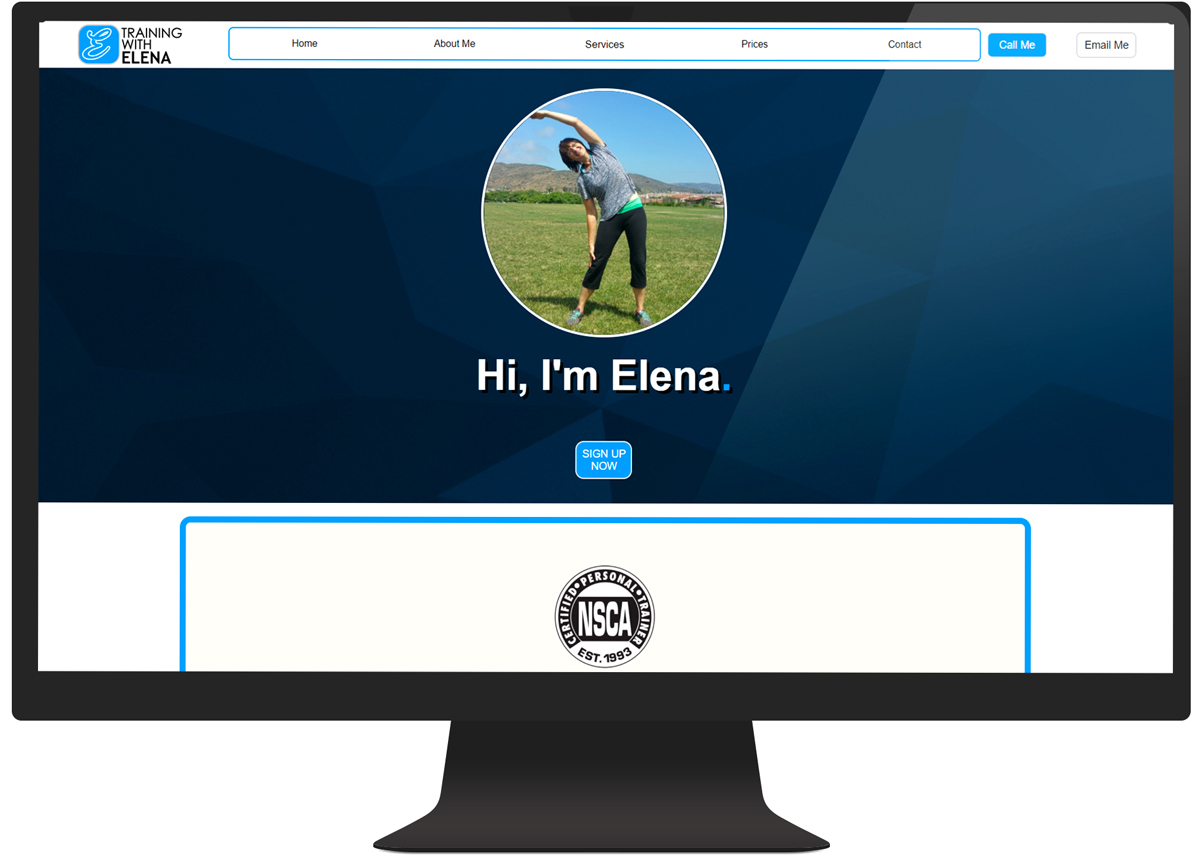 TRAINING
WITH
ELENA
Home
About Me
Services
Prices
Contact
Call Me
Email Me
Hi, I'm Elena.
SIGN UP
NOW
CERTIFIED • PERSONAL • TRAINER
NSCA
EST. 1993